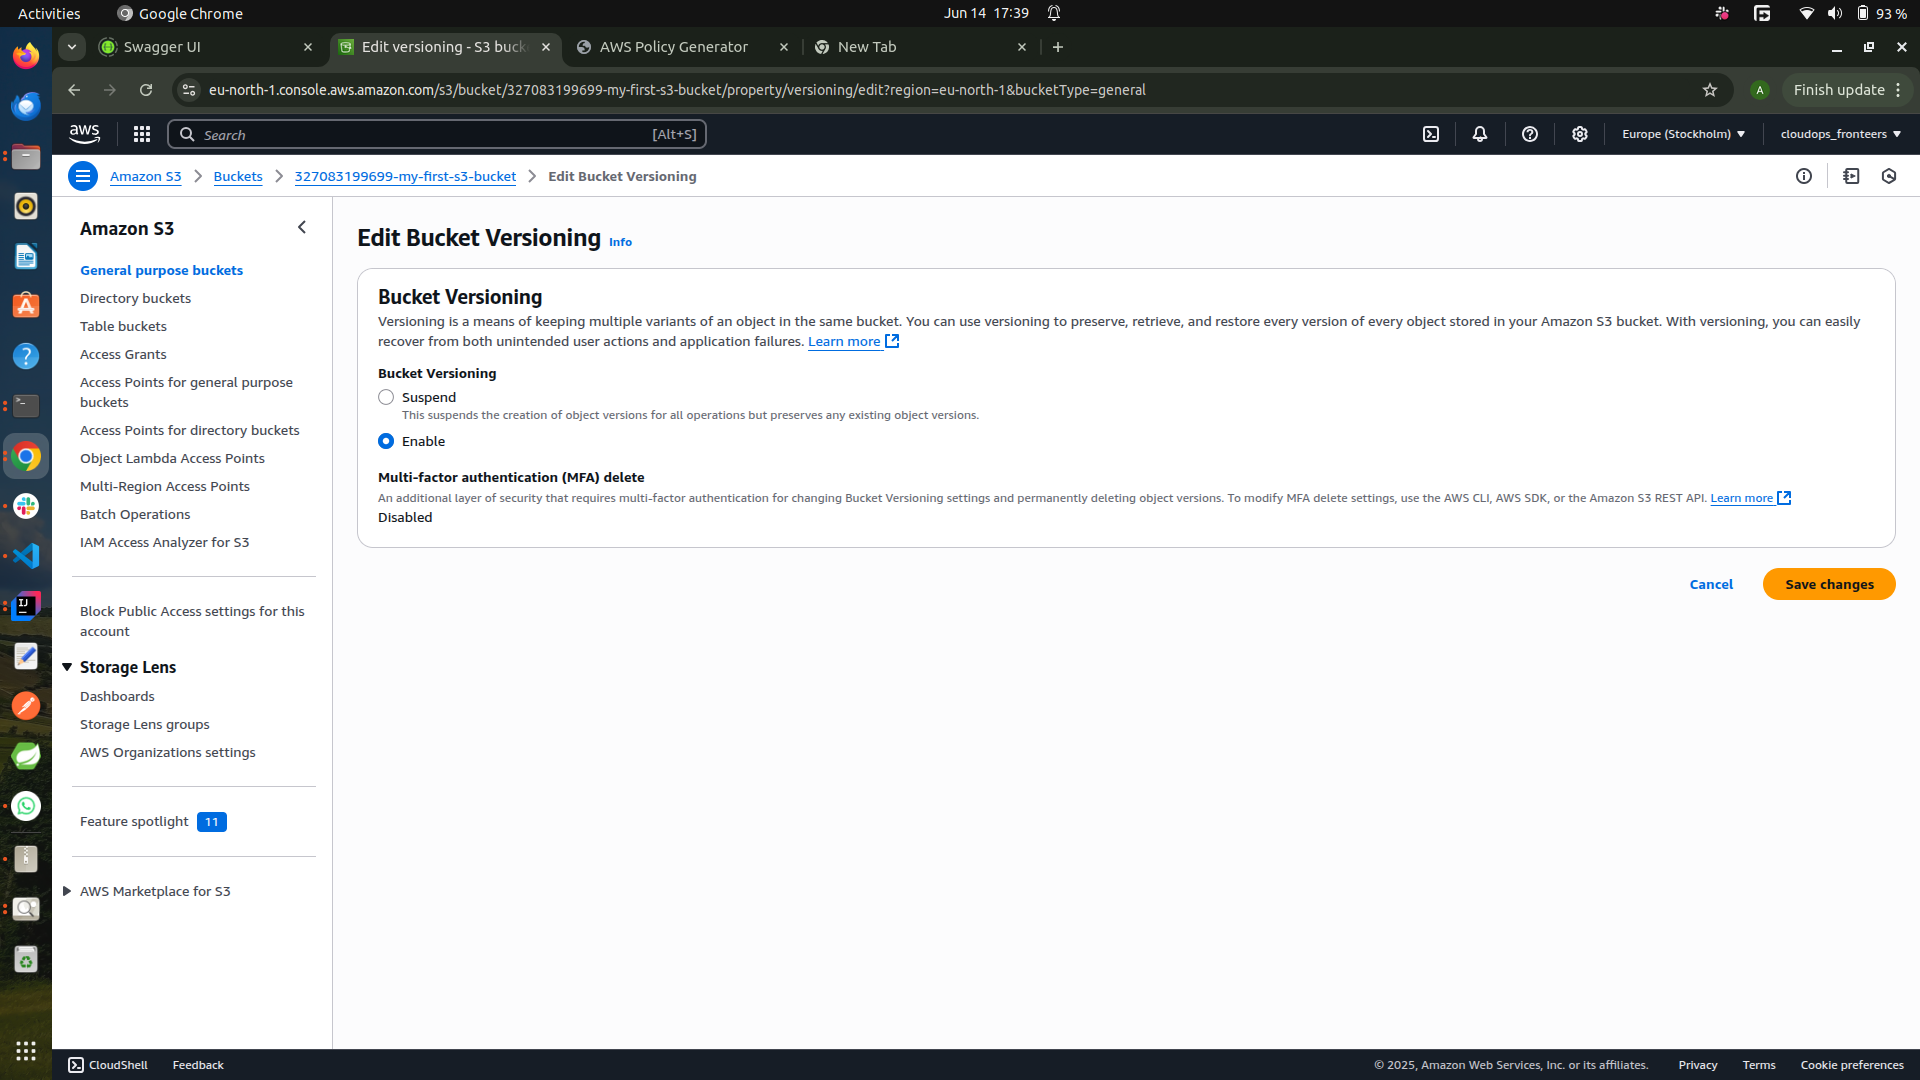 Activities
Google Chrome
Jun 14 17:39
93 %
Swagger UI
Edit versioning - S3 buck
AWS Policy Generator
New Tab
eu-north-1.console.aws.amazon.com/s3/bucket/327083199699-my-first-s3-bucket/property/versioning/edit?region=eu-north-1&bucketType=general
A
Finish update
aws
Search
[Alt+S]
Europe (Stockholm)
cloudops_fronteers
Amazon S3
Buckets
327083199699-my-first-s3-bucket
Edit Bucket Versioning
Amazon S3
General purpose buckets
Directory buckets
Table buckets
Access Grants
Access Points for general purpose
buckets
Access Points for directory buckets
Object Lambda Access Points
Multi-Region Access Points
Batch Operations
IAM Access Analyzer for S3
Block Public Access settings for this
account
Storage Lens
Dashboards
Storage Lens groups
AWS Organizations settings
Feature spotlight 11
AWS Marketplace for S3
Edit Bucket Versioning Info
Bucket Versioning
Versioning is a means of keeping multiple variants of an object in the same bucket. You can use versioning to preserve, retrieve, and restore every version of every object stored in your Amazon S3 bucket. With versioning, you can easily
recover from both unintended user actions and application failures. Learn more
Bucket Versioning
Suspend
This suspends the creation of object versions for all operations but preserves any existing object versions.
Enable
Multi-factor authentication (MFA) delete
An additional layer of security that requires multi-factor authentication for changing Bucket Versioning settings and permanently deleting object versions. To modify MFA delete settings, use the AWS CLI, AWS SDK, or the Amazon S3 REST API. Learn more
Disabled
Cancel
Save changes
IJ
CloudShell
Feedback
© 2025, Amazon Web Services, Inc. or its affiliates.
Privacy
Terms
Cookie preferences